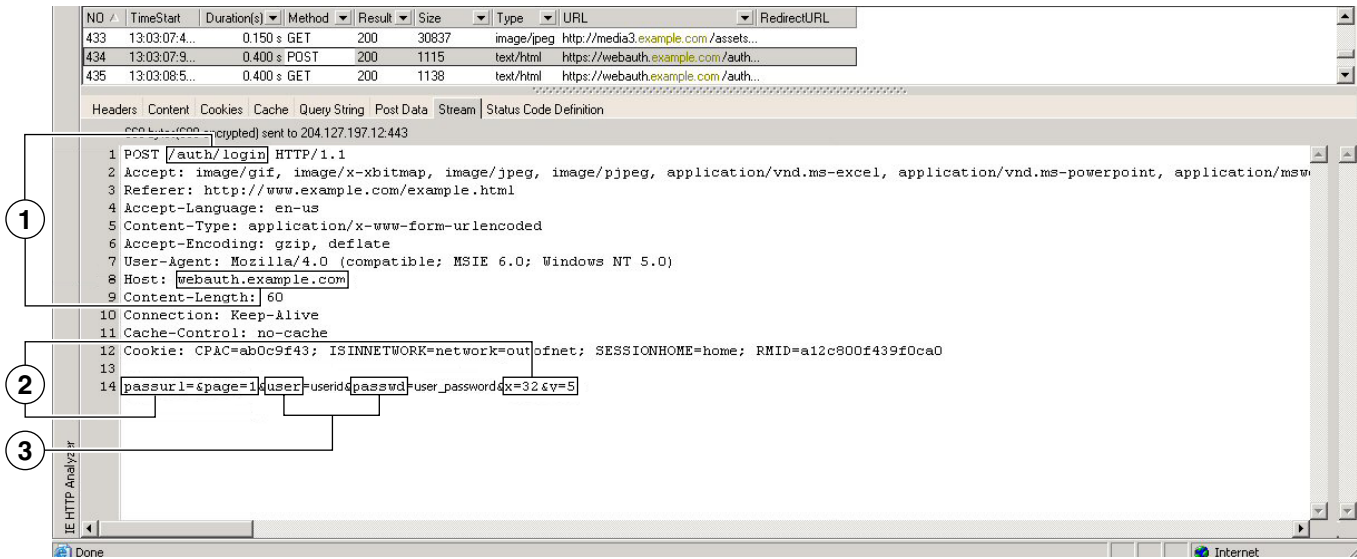 NO TimeStart Duration(s) Method Result Size Type URL RedirectURL
433 13:03:07:4... 0.150 s GET 200 30837 image/jpeg http://media3.example.com/assets...
434 13:03:07:9... 0.400 s POST 200 1115 text/html https://webauth.example.com/auth...
435 13:03:08:5... 0.400 s GET 200 1138 text/html https://webauth.example.com/auth...
Headers Content Cookies Cache Query String Post Data Stream Status Code Definition
encrypted) sent to 204.127.197.12:443
1 POST /auth/login HTTP/1.1
2 Accept: image/gif, image/x-xbitmap, image/jpeg, image/pjpeg, application/vnd.ms-excel, application/vnd.ms-powerpoint, application/msw
3 Referer: http://www.example.com/example.html
4 Accept-Language: en-us
5 Content-Type: application/x-www-form-urlencoded
6 Accept-Encoding: gzip, deflate
7 User-Agent: Mozilla/4.0 (compatible; MSIE 6.0; Windows NT 5.0)
8 Host: webauth.example.com
9 Content-Length: 60
10 Connection: Keep-Alive
11 Cache-Control: no-cache
12 Cookie: CPAC=ab0c9f43; ISINNETWORK=network=outofnet; SESSIONHOME=home; RMID=a12c800f439f0ca0
13
14 passurl=&page=1&user=userid&passwd=user_password&x=32&y=5
1
2
3
IE HTTP Analyzer
Done
Internet